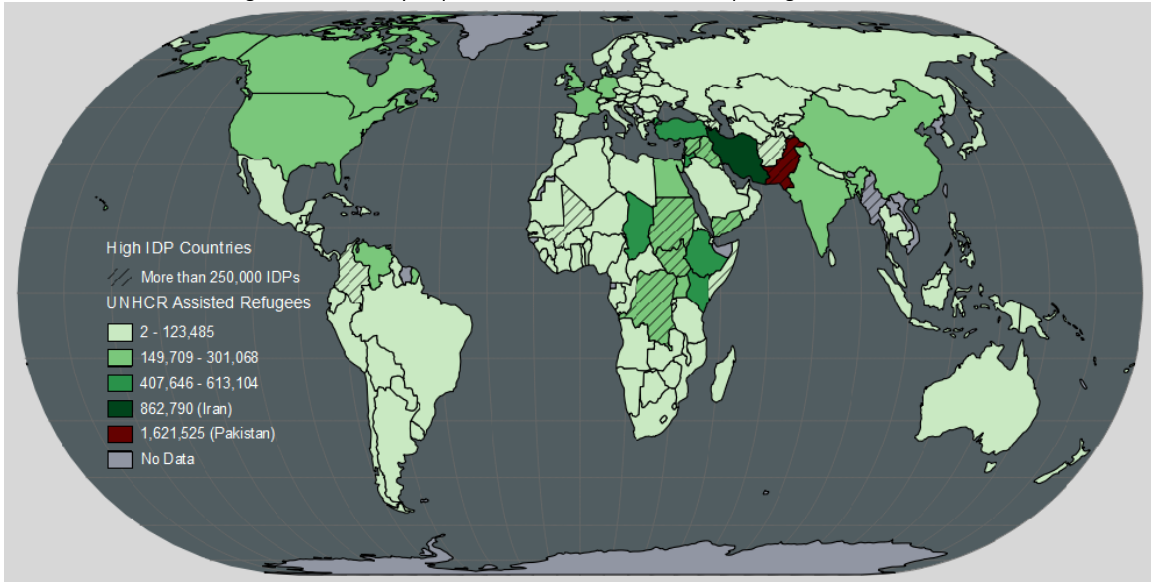 High IDP Countries
More than 250,000 IDPs
UNHCR Assisted Refugees
2 - 123,485
149,709 - 301,068
407,646 - 613,104
862,790 (Iran)
1,621,525 (Pakistan)
No Data